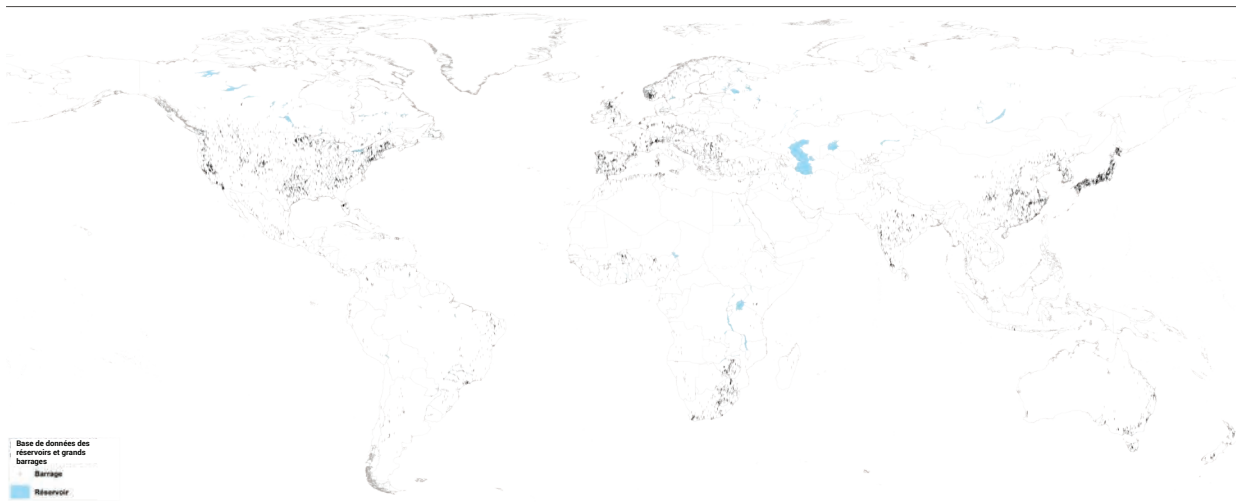 Base de données des
réservoirs et grands
barrages
Barrage
Réservoir